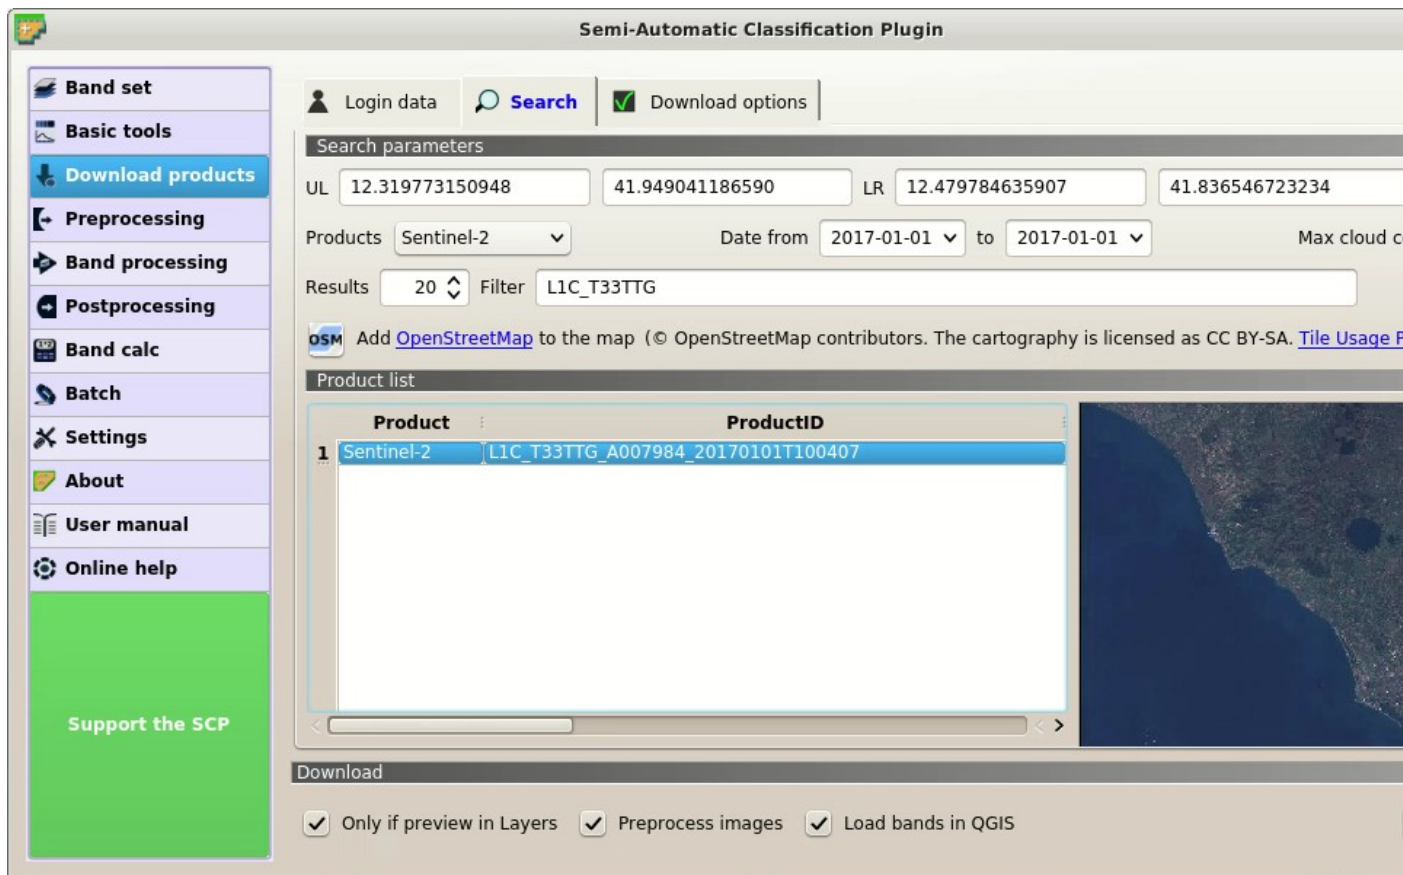 Semi-Automatic Classification Plugin
Band set
Basic tools
Download products
Preprocessing
Band processing
Postprocessing
Band calc
Batch
Settings
About
User manual
Online help
Support the SCP
Login data Search Download options
Search parameters
UL 12.319773150948 41.949041186590 LR 12.479784635907 41.836546723234
Products Sentinel-2 Date from 2017-01-01 to 2017-01-01 Max cloud c
Results 20 Filter L1C_T33TTG
OSM Add OpenStreetMap to the map (© OpenStreetMap contributors. The cartography is licensed as CC BY-SA. Tile Usage P
Product list
Product ProductID
1 Sentinel-2 L1C_T33TTG_A007984_20170101T100407
Download
Only if preview in Layers Preprocess images Load bands in QGIS